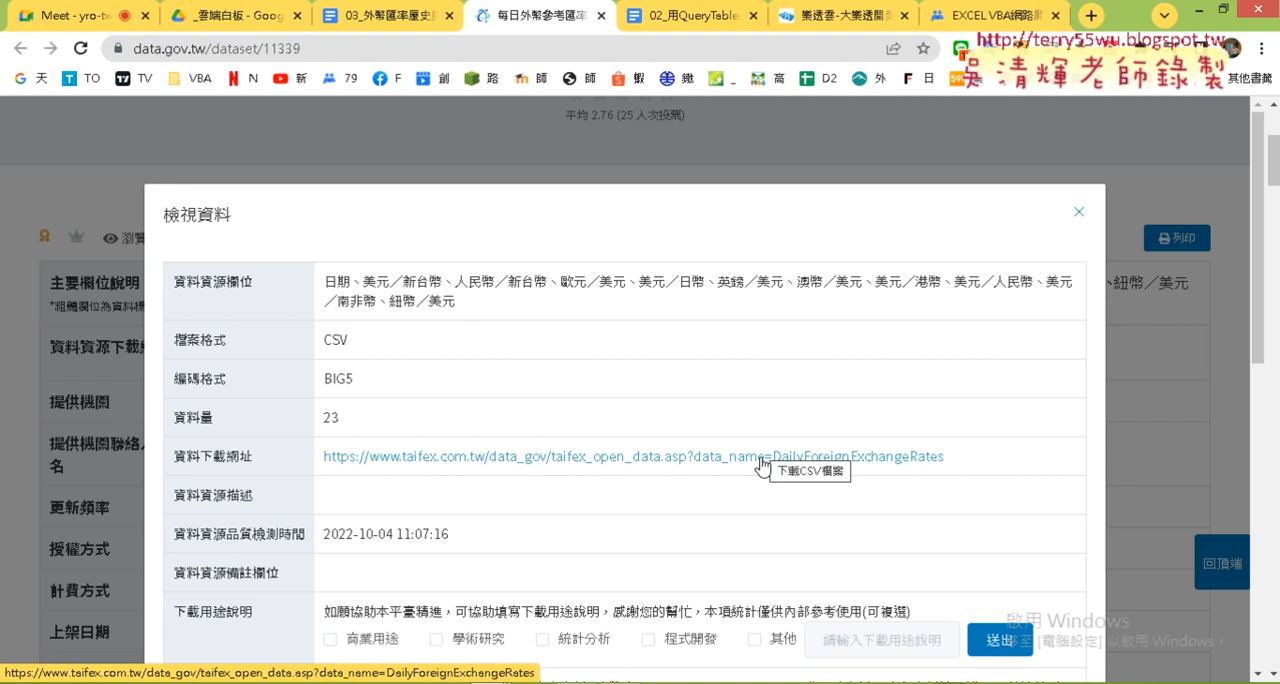 Meet - yro-tw
_雲端白板 - Goog
03_外幣匯率歷史
每日外幣參考匯率
02_用QueryTable
樂透雲-大樂透開
EXCEL VBA網路
data.gov.tw/dataset/11339
http://terry55wu.blogspot.tw
吳清輝老師錄製
G 天 TO TV VBA N 新 79 F 創 路 師 師 蝦 _ 高 D2 外 日 其他書籤
平均 2.76 (25 人次投票)
檢視資料
瀏覽
列印
主要欄位說明
*粗體欄位為資料標
、紐幣／美元
資料資源下載
提供機關
提供機關聯絡人
名
更新頻率
授權方式
計費方式
上架日期
資料資源欄位
日期、美元／新台幣、人民幣／新台幣、歐元／美元、美元／日幣、英鎊／美元、澳幣／美元、美元／港幣、美元／人民幣、美元
／南非幣、紐幣／美元
檔案格式
CSV
編碼格式
BIG5
資料量
23
資料下載網址
https://www.taifex.com.tw/data_gov/taifex_open_data.asp?data_name=DailyForeignExchangeRates
下載CSV檔案
資料資源描述
資料資源品質檢測時間
2022-10-04 11:07:16
資料資源備註欄位
下載用途說明
如願協助本平臺精進，可協助填寫下載用途說明，感謝您的幫忙，本項統計僅供內部參考使用(可複選)
商業用途 學術研究 統計分析 程式開發 其他 請輸入下載用途說明 送出
回頂端
啟用 Windows
移至 [電腦設定] 以啟用 Windows。
https://www.taifex.com.tw/data_gov/taifex_open_data.asp?data_name=DailyForeignExchangeRates